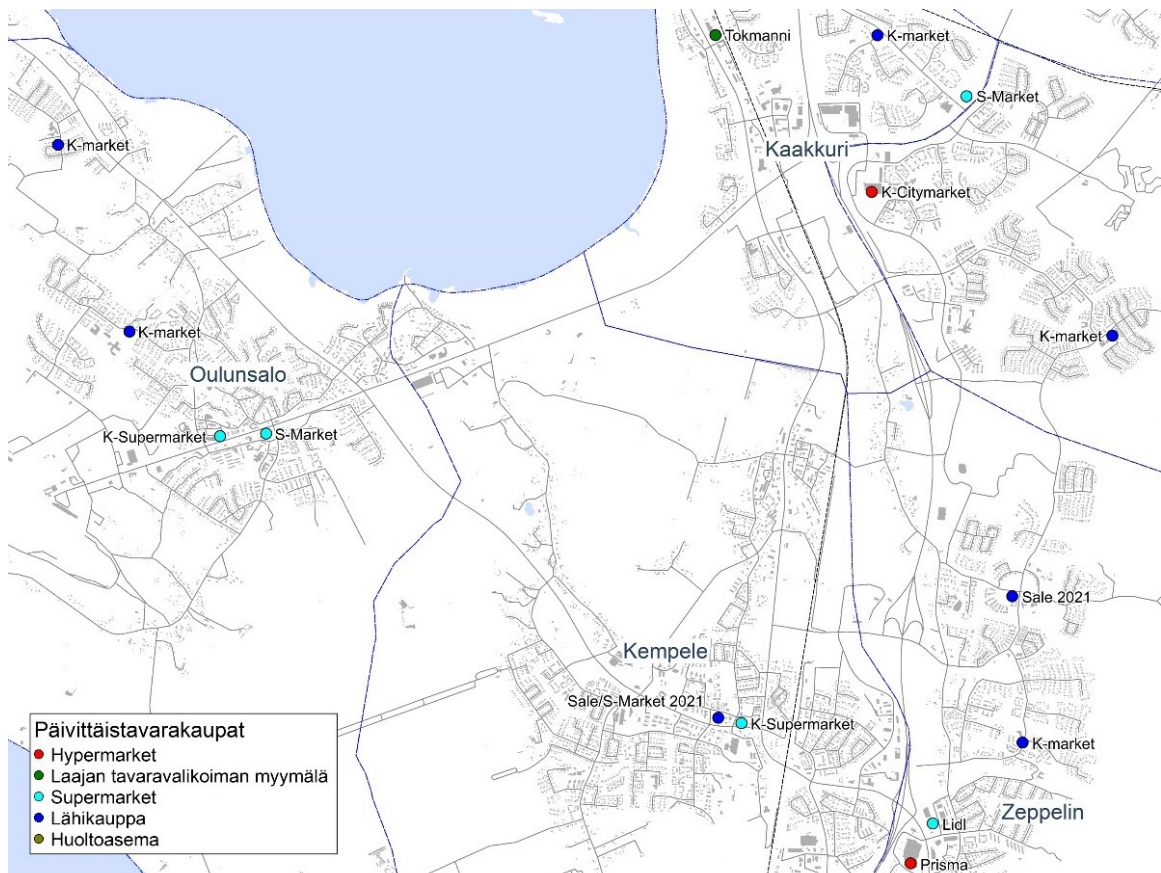 Tokmanni
K-market
S-Market
K-market
Kaakkuri
K-Citymarket
K-market
K-market
Oulunsalo
K-Supermarket
S-Market
Sale 2021
Kempele
Sale/S-Market 2021
K-Supermarket
K-market
Zeppelin
Lidl
Prisma
Päivittäistavarakaupat
Hypermarket
Laajan tavaravalikoiman myymälä
Supermarket
Lähikauppa
Huoltoasema